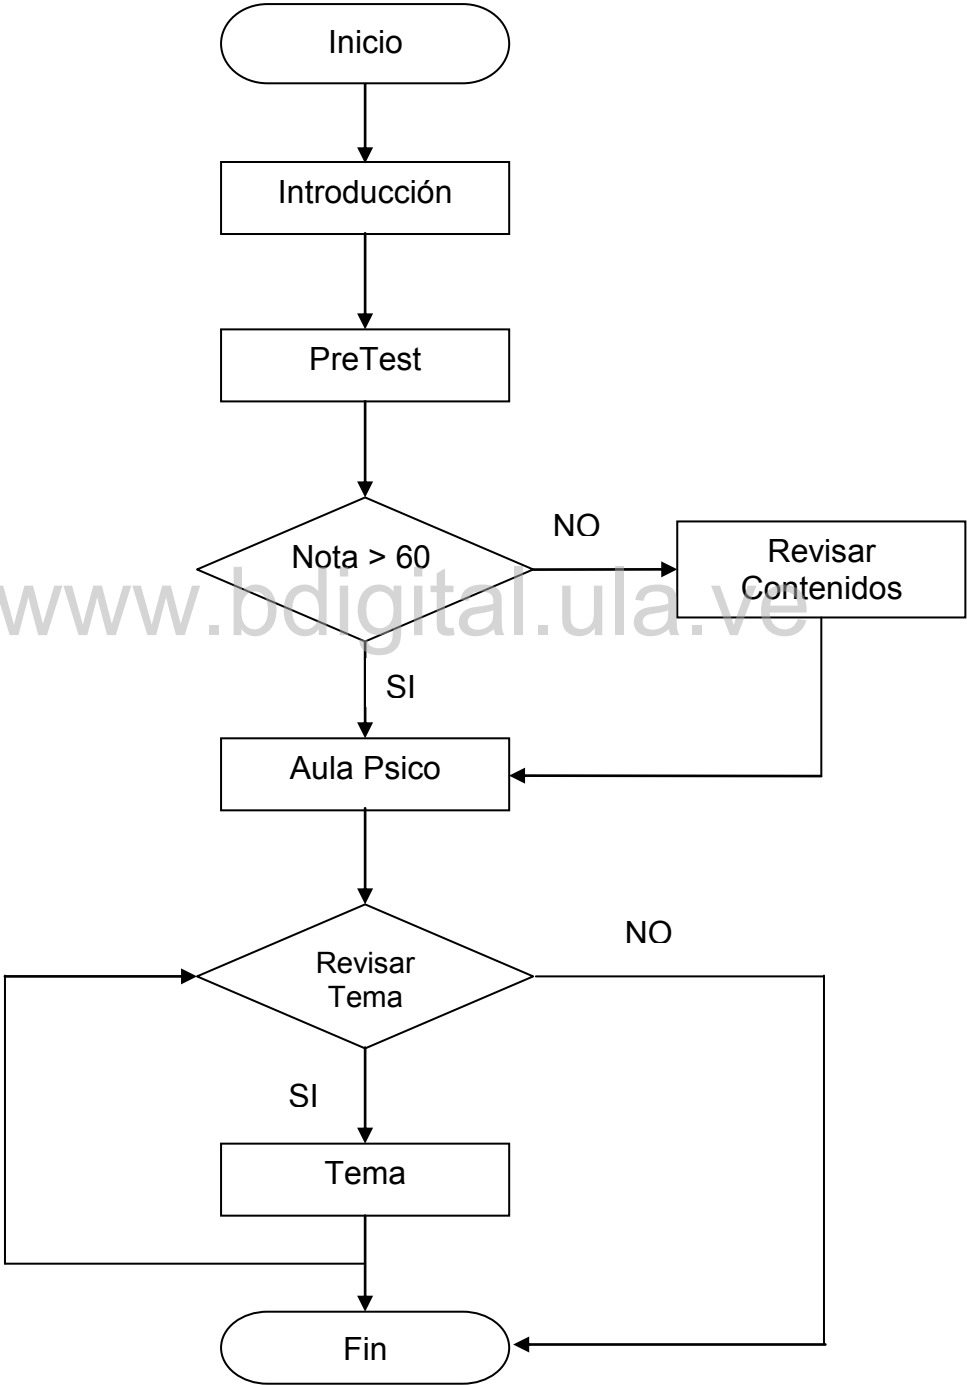 Inicio
Introducción
PreTest
Nota > 60
NO
Revisar
Contenidos
www.bdigital.ula.ve
SI
Aula Psico
NO
Revisar
Tema
SI
Tema
Fin